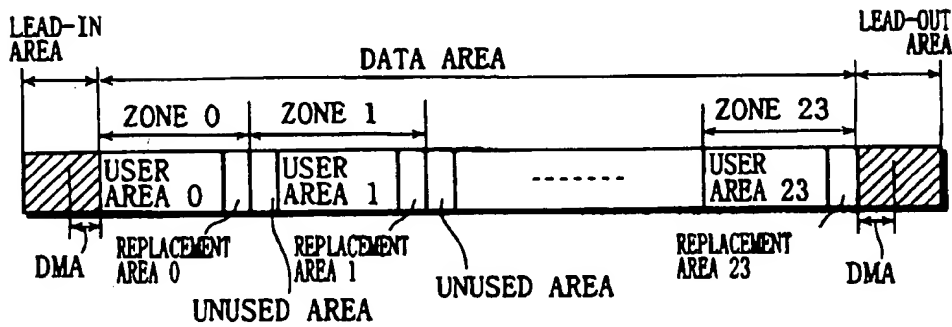 LEAD-IN
AREA
DATA AREA
LEAD-OUT
AREA
ZONE 0
ZONE 1
ZONE 23
USER
AREA 0
USER
AREA 1
-------
USER
AREA 23
DMA
REPLACEMENT
AREA 0
REPLACEMENT
AREA 1
REPLACEMENT
AREA 23
DMA
UNUSED AREA
UNUSED AREA